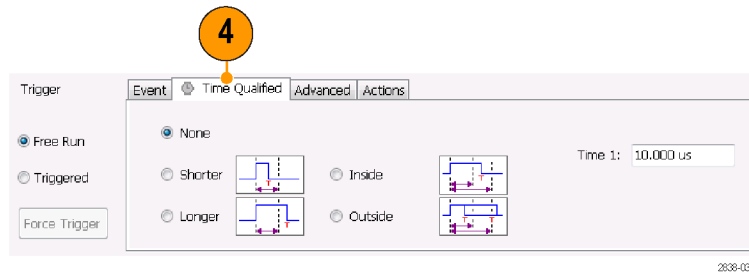 4
Trigger
Event Time Qualified Advanced Actions
Free Run
Triggered
Force Trigger
None
Shorter
T
Inside
T
Longer
T
Outside
T T
Time 1: 10.000 us
2838-03